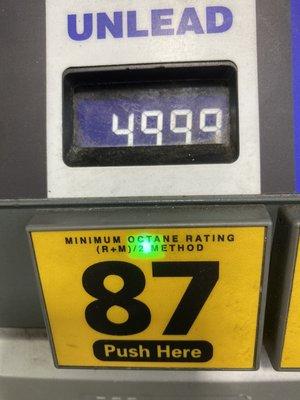 UNLEAD
4999
MINIMUM OCTANE RATING
(R+M)/2 METHOD
87
Push Here